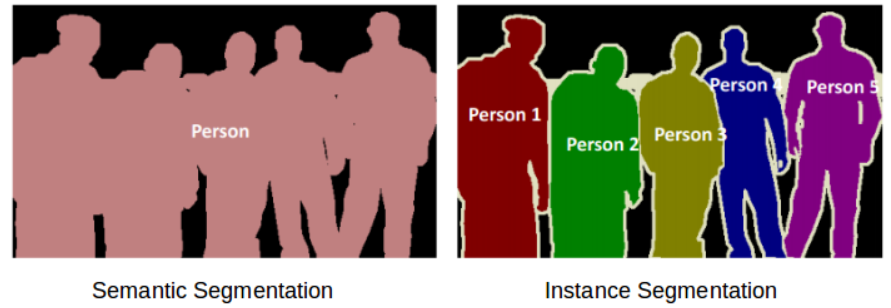 Person
Person 1
Person 2
Person 3
Person 4
Person 5
Semantic Segmentation
Instance Segmentation